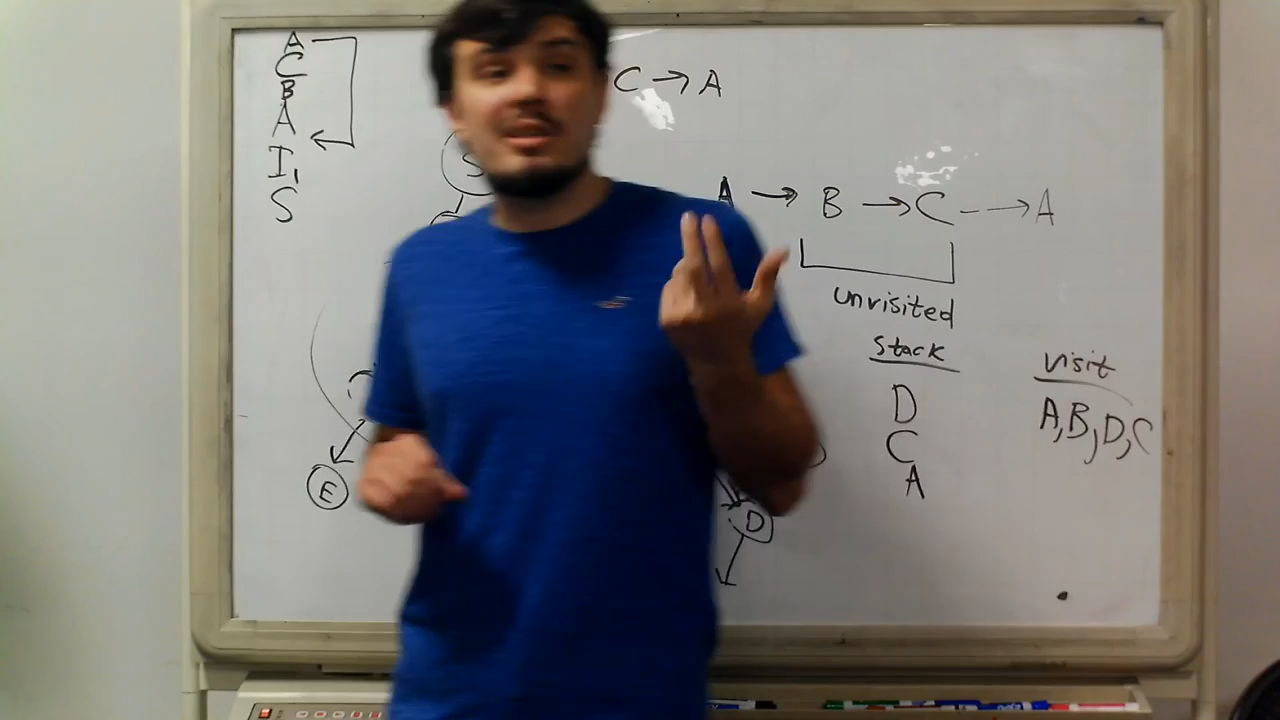 A
C
B
A
I,
S
C → A
S
A → B → C - → A
unvisited
stack
D
C
A
visit
A,B,D,C
E
D